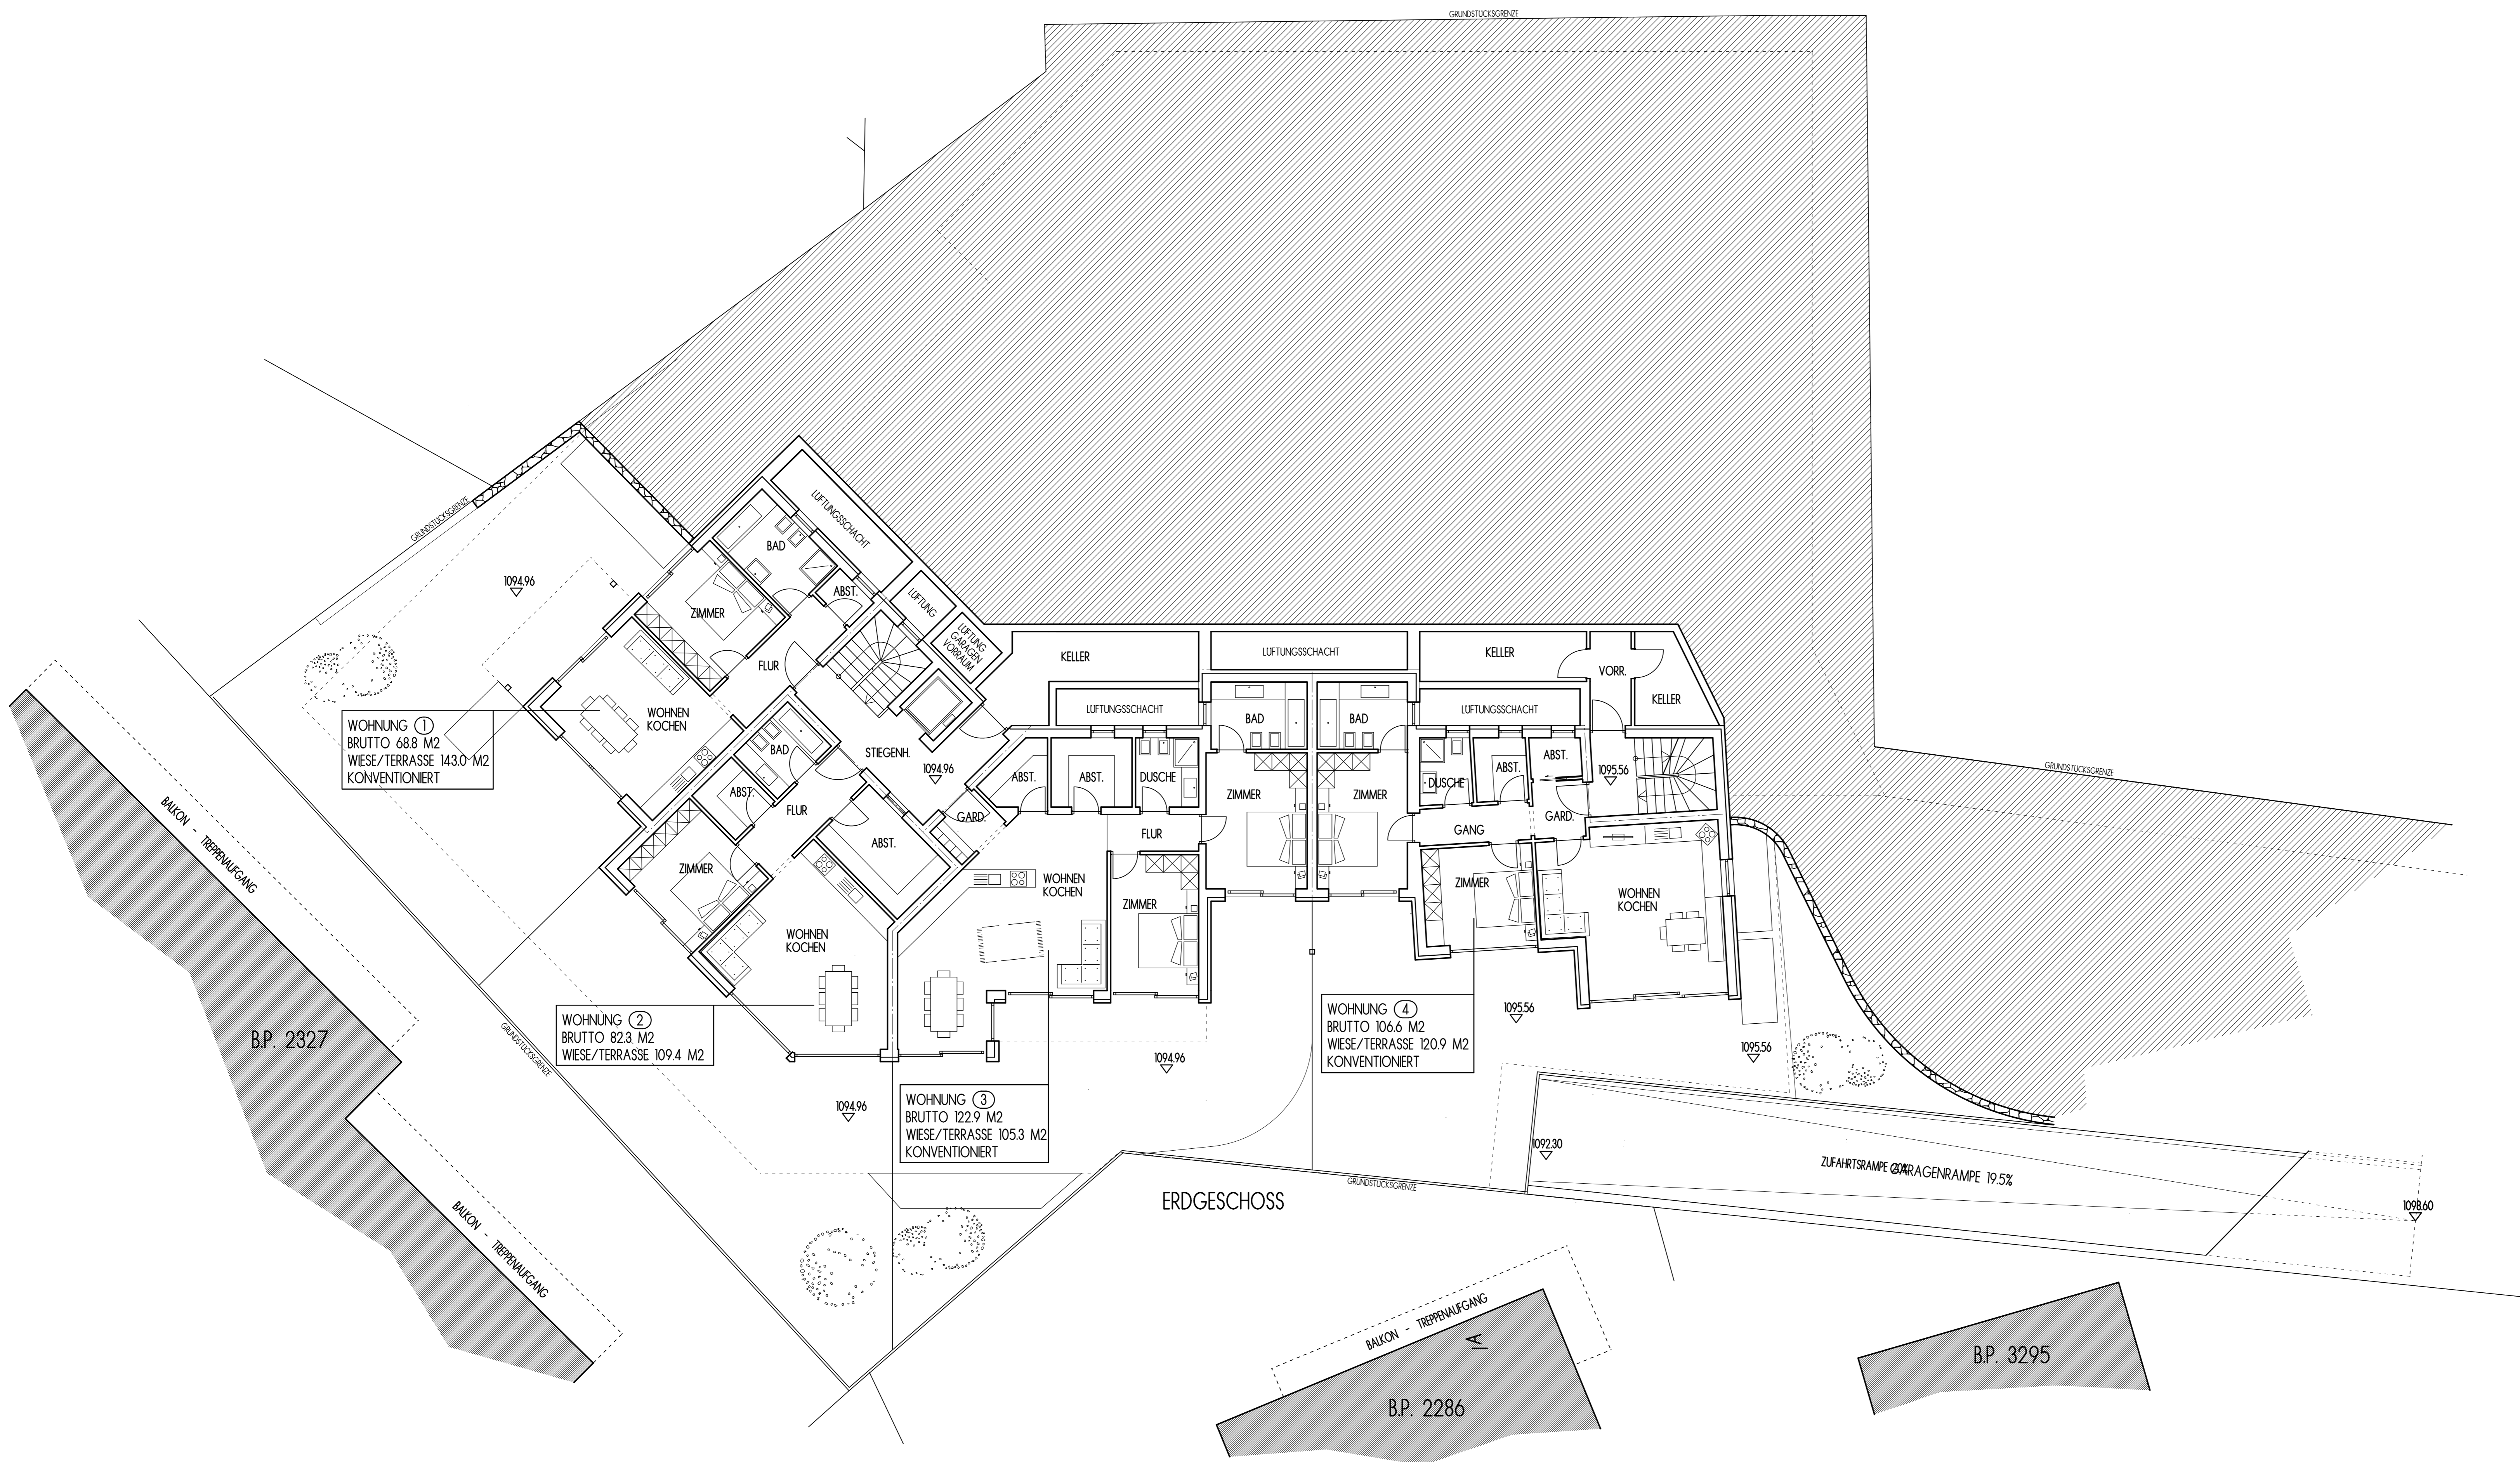 GRUNDSTÜCKSGRENZE
GRUNDSTÜCKSGRENZE
LÜFTUNGSSCHACHT
BAD
1094.96
ABST.
LÜFTUNG
ZIMMER
LÜFTUNG
GARAGEN
VORRAUM
KELLER
LÜFTUNGSSCHACHT
KELLER
VORR.
KELLER
FLUR
WOHNEN
KOCHEN
LÜFTUNGSSCHACHT
BAD
BAD
LÜFTUNGSSCHACHT
WOHNUNG 1
BRUTTO 68.8 M2
WIESE/TERRASSE 143.0 M2
KONVENTIONIERT
BAD
STIEGENH.
1094.96
ABST.
ABST.
DUSCHE
ZIMMER
ZIMMER
DUSCHE
ABST.
ABST.
1095.56
GRUNDSTÜCKSGRENZE
ABST.
FLUR
GARD.
FLUR
GANG
GARD.
ABST.
ZIMMER
WOHNEN
KOCHEN
ZIMMER
ZIMMER
WOHNEN
KOCHEN
WOHNEN
KOCHEN
BALKON - TREPPENAUFGANG
B.P. 2327
GRUNDSTÜCKSGRENZE
WOHNUNG 2
BRUTTO 82.3 M2
WIESE/TERRASSE 109.4 M2
WOHNUNG 4
BRUTTO 106.6 M2
WIESE/TERRASSE 120.9 M2
KONVENTIONIERT
1095.56
1095.56
1094.96
1094.96
WOHNUNG 3
BRUTTO 122.9 M2
WIESE/TERRASSE 105.3 M2
KONVENTIONIERT
1092.30
ZUFAHRTSRAMPE 20%
GARAGENRAMPE 19.5%
1098.60
GRUNDSTÜCKSGRENZE
ERDGESCHOSS
BALKON - TREPPENAUFGANG
BALKON - TREPPENAUFGANG
IA
B.P. 2286
B.P. 3295